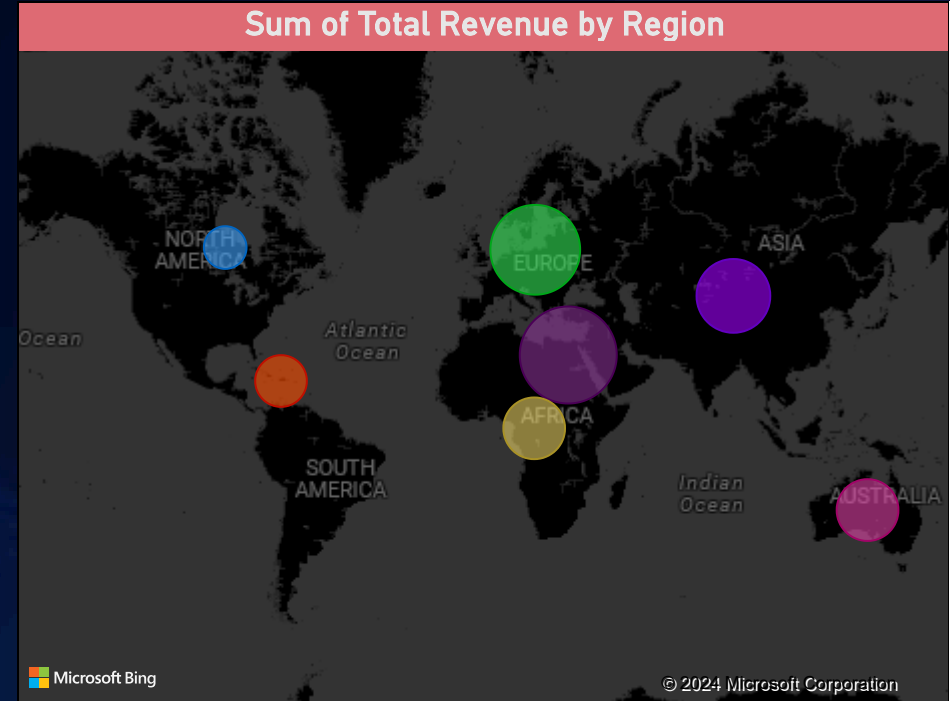 Sum of Total Revenue by Region
NORTH
AMERICA
EUROPE
ASIA
Ocean
Atlantic
Ocean
AFRICA
SOUTH
AMERICA
Indian
Ocean
AUSTRALIA
Microsoft Bing
© 2024 Microsoft Corporation